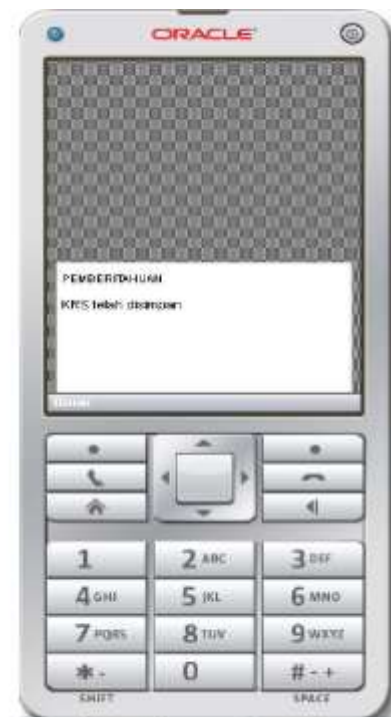 ORACLE
PEMBERITAHUAN
KRS telah disimpan
1
2 ABC
3 DEF
4 GHI
5 JKL
6 MNO
7 PQRS
8 TUV
9 WXYZ
* -
0
# - +
SHIFT
SPACE